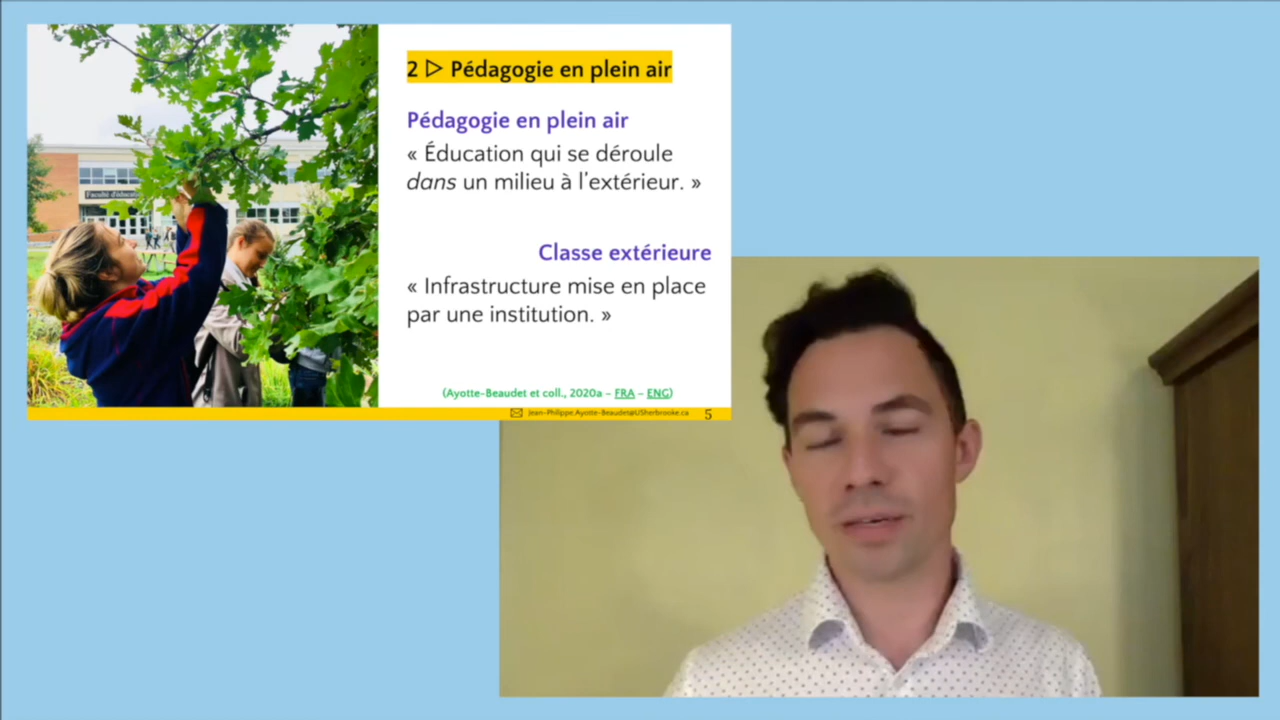 2 ▷ Pédagogie en plein air
Pédagogie en plein air
« Éducation qui se déroule
dans un milieu à l'extérieur. »
Classe extérieure
« Infrastructure mise en place
par une institution. »
(Ayotte-Beaudet et coll., 2020a – FRA – ENG)
Jean-Philippe.Ayotte-Beaudet@USherbrooke.ca 5
Faculté d'éducat